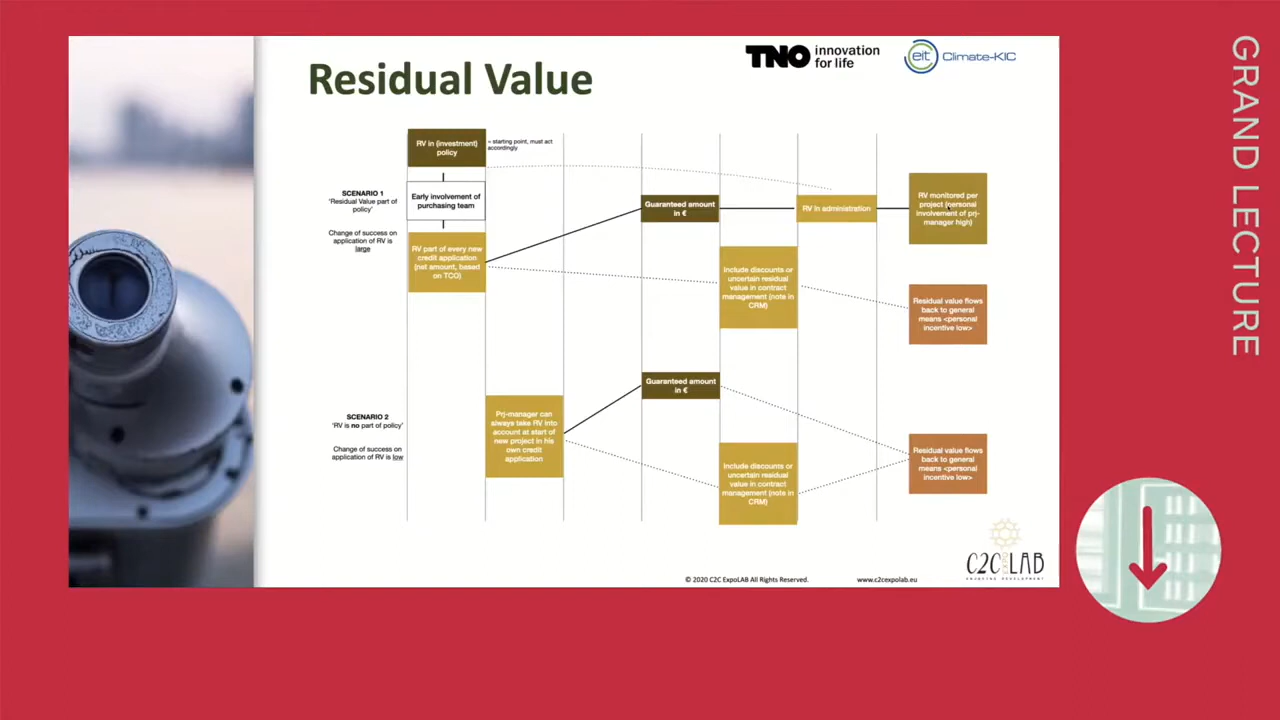 TNO innovation
for life
eit Climate-KIC
Residual Value
RV in (investment)
policy
= starting point, must act
accordingly
SCENARIO 1
'Residual Value part of
policy'
Change of success on
application of RV is
large
Early involvement of
purchasing team
RV part of every new
credit application
(net amount, based
on TCO)
Guaranteed amount
in €
RV in administration
RV monitored per
project (personal
involvement of prj-
manager high)
Include discounts or
uncertain residual
value in contract
management (note in
CRM)
Residual value flows
back to general
means <personal
incentive low>
SCENARIO 2
'RV is no part of policy'
Change of success on
application of RV is low
Prj-manager can
always take RV into
account at start of
new project in his
own credit
application
Guaranteed amount
in €
Include discounts or
uncertain residual
value in contract
management (note in
CRM)
Residual value flows
back to general
means <personal
incentive low>
C2C LAB
EXPO
© 2020 C2C ExpoLAB All Rights Reserved.
www.c2cexpolab.eu
GRAND LECTURE